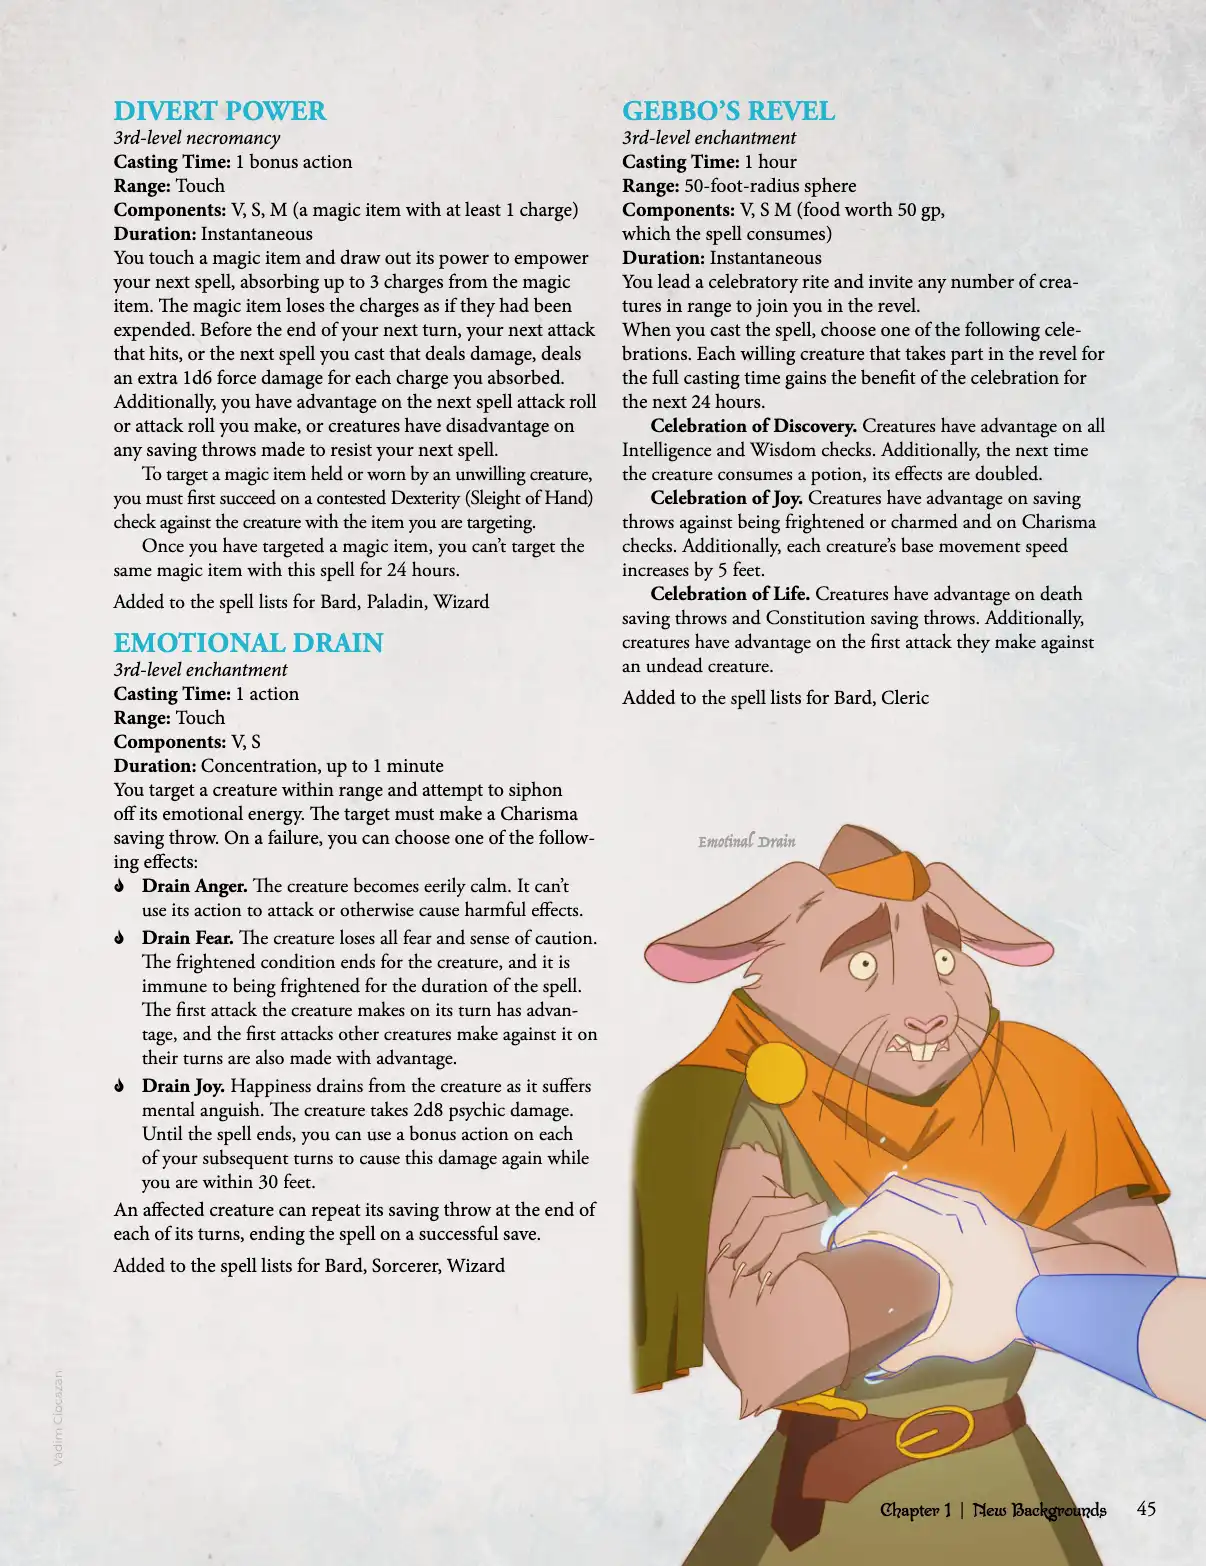 DIVERT POWER
3rd-level necromancy
Casting Time: 1 bonus action
Range: Touch
Components: V, S, M (a magic item with at least 1 charge)
Duration: Instantaneous
You touch a magic item and draw out its power to empower
your next spell, absorbing up to 3 charges from the magic
item. The magic item loses the charges as if they had been
expended. Before the end of your next turn, your next attack
that hits, or the next spell you cast that deals damage, deals
an extra 1d6 force damage for each charge you absorbed.
Additionally, you have advantage on the next spell attack roll
or attack roll you make, or creatures have disadvantage on
any saving throws made to resist your next spell.
To target a magic item held or worn by an unwilling creature,
you must first succeed on a contested Dexterity (Sleight of Hand)
check against the creature with the item you are targeting.
Once you have targeted a magic item, you can't target the
same magic item with this spell for 24 hours.
Added to the spell lists for Bard, Paladin, Wizard
EMOTIONAL DRAIN
3rd-level enchantment
Casting Time: 1 action
Range: Touch
Components: V, S
Duration: Concentration, up to 1 minute
You target a creature within range and attempt to siphon
off its emotional energy. The target must make a Charisma
saving throw. On a failure, you can choose one of the follow-
ing effects:
Drain Anger. The creature becomes eerily calm. It can't
use its action to attack or otherwise cause harmful effects.
Drain Fear. The creature loses all fear and sense of caution.
The frightened condition ends for the creature, and it is
immune to being frightened for the duration of the spell.
The first attack the creature makes on its turn has advan-
tage, and the first attacks other creatures make against it on
their turns are also made with advantage.
Drain Joy. Happiness drains from the creature as it suffers
mental anguish. The creature takes 2d8 psychic damage.
Until the spell ends, you can use a bonus action on each
of your subsequent turns to cause this damage again while
you are within 30 feet.
An affected creature can repeat its saving throw at the end of
each of its turns, ending the spell on a successful save.
Added to the spell lists for Bard, Sorcerer, Wizard
GEBBO'S REVEL
3rd-level enchantment
Casting Time: 1 hour
Range: 50-foot-radius sphere
Components: V, S M (food worth 50 gp,
which the spell consumes)
Duration: Instantaneous
You lead a celebratory rite and invite any number of crea-
tures in range to join you in the revel.
When you cast the spell, choose one of the following cele-
brations. Each willing creature that takes part in the revel for
the full casting time gains the benefit of the celebration for
the next 24 hours.
Celebration of Discovery. Creatures have advantage on all
Intelligence and Wisdom checks. Additionally, the next time
the creature consumes a potion, its effects are doubled.
Celebration of Joy. Creatures have advantage on saving
throws against being frightened or charmed and on Charisma
checks. Additionally, each creature's base movement speed
increases by 5 feet.
Celebration of Life. Creatures have advantage on death
saving throws and Constitution saving throws. Additionally,
creatures have advantage on the first attack they make against
an undead creature.
Added to the spell lists for Bard, Cleric
Emotinal Drain
Vadim Ciocazan
Chapter 1 | New Backgrounds 45